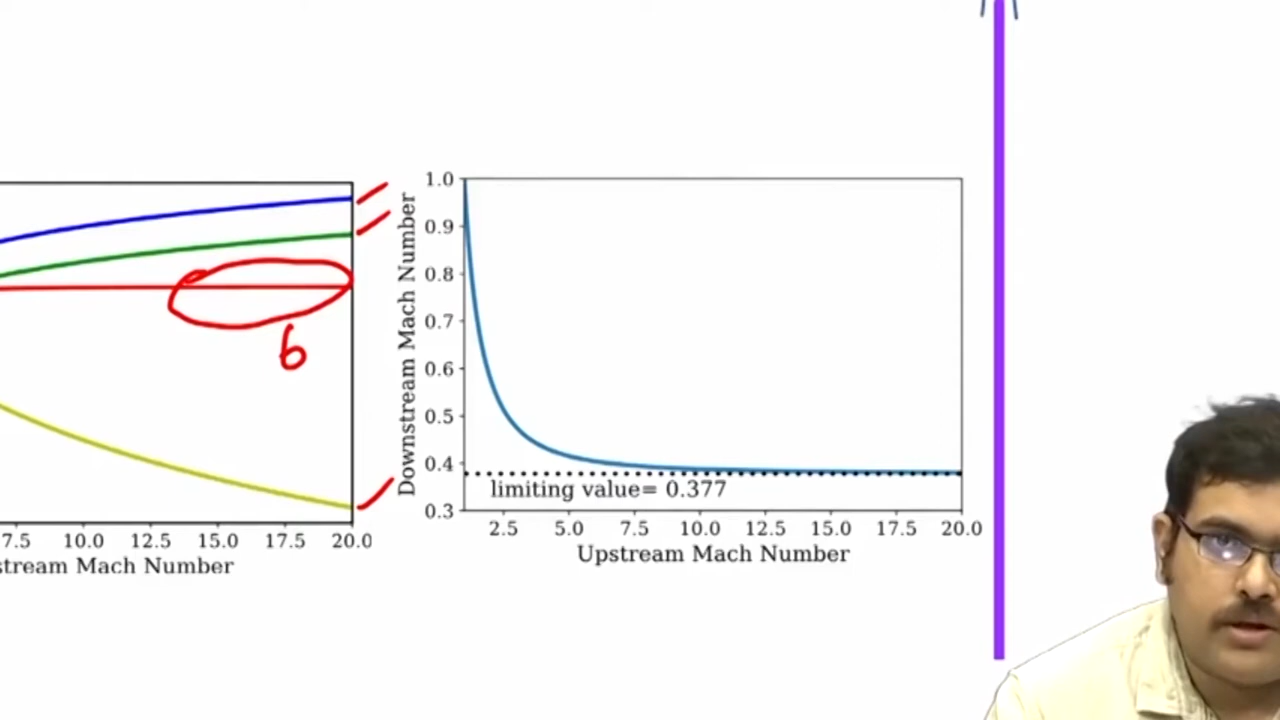 6
7.5 10.0 12.5 15.0 17.5 20.0
stream Mach Number
Downstream Mach Number
1.0
0.9
0.8
0.7
0.6
0.5
0.4
0.3
limiting value= 0.377
2.5 5.0 7.5 10.0 12.5 15.0 17.5 20.0
Upstream Mach Number